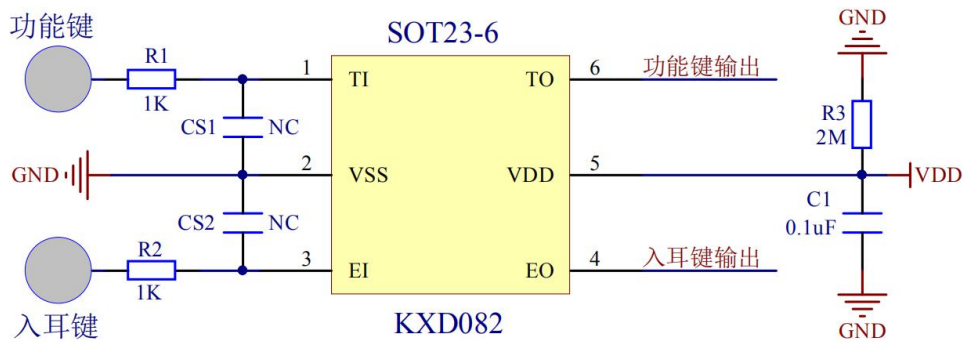 功能键
R1
1K
CS1
NC
GND
CS2
NC
R2
1K
入耳键
SOT23-6
1
TI
TO
6
功能键输出
2
VSS
VDD
5
3
EI
EO
4
入耳键输出
KXD082
GND
R3
2M
VDD
C1
0.1uF
GND